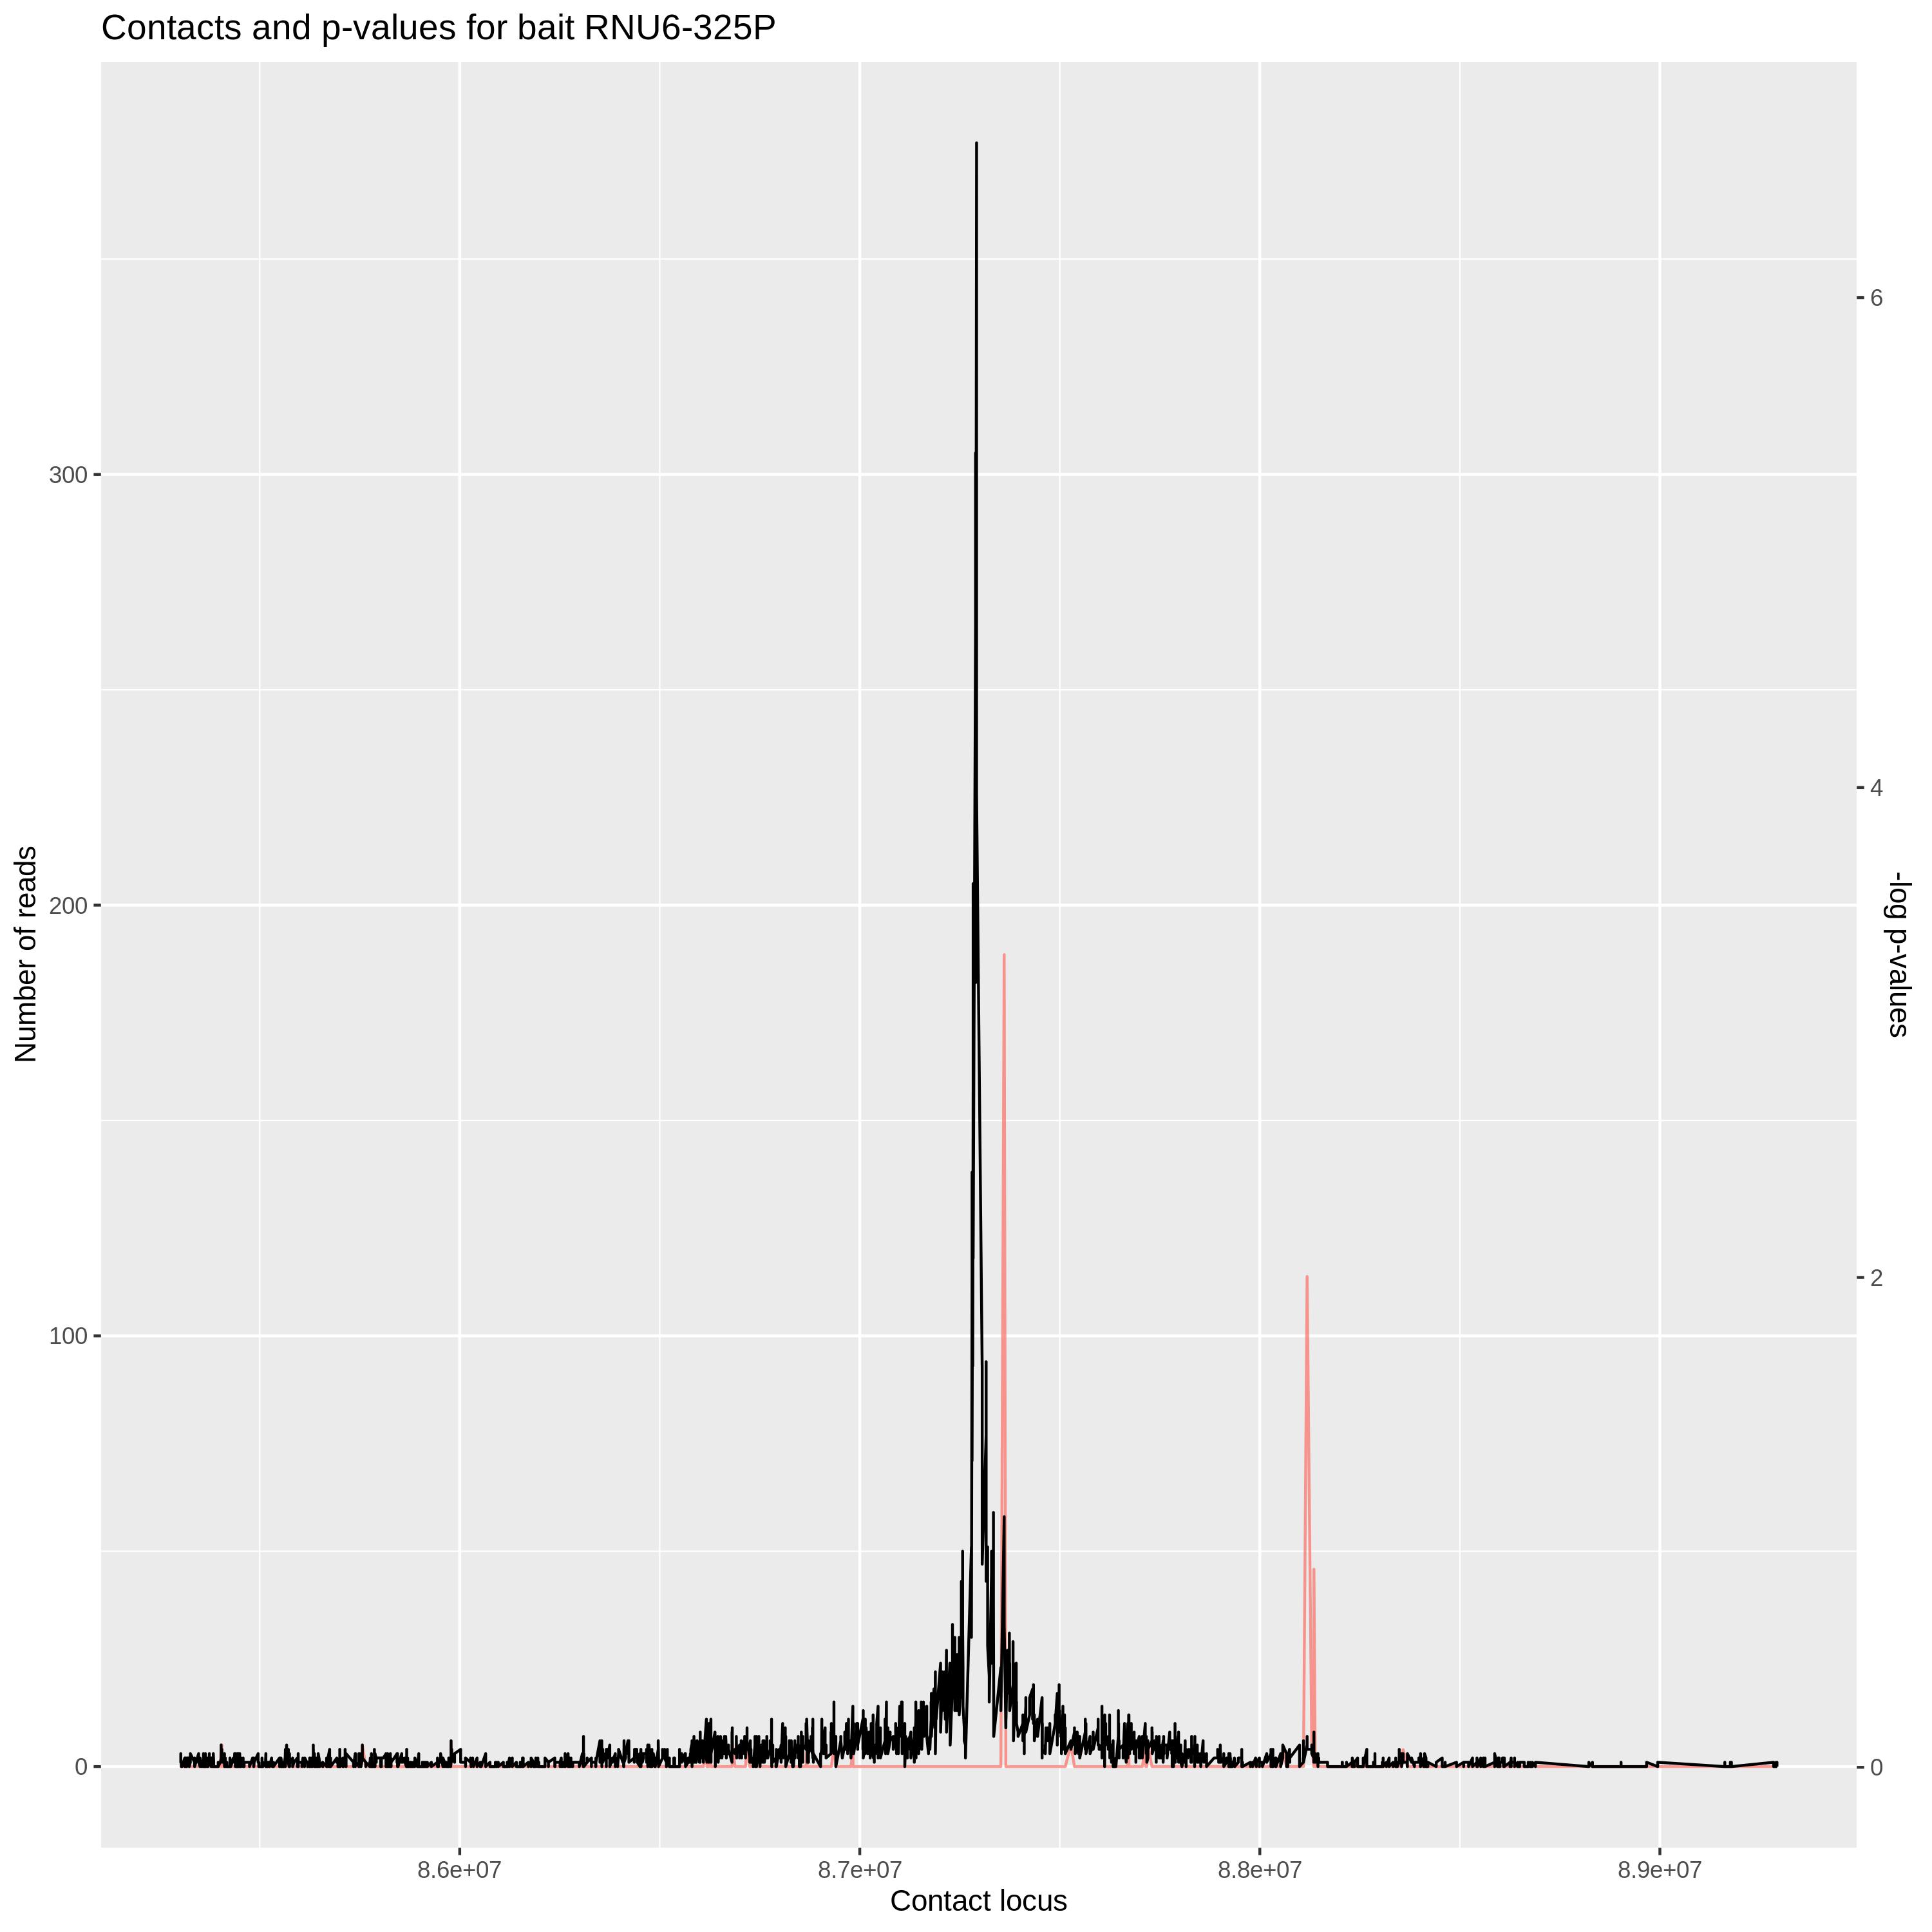 Contacts and p-values for bait RNU6-325P
300
200
100
0
Number of reads
6
4
2
0
-log p-values
8.6e+07
8.7e+07
8.8e+07
8.9e+07
Contact locus